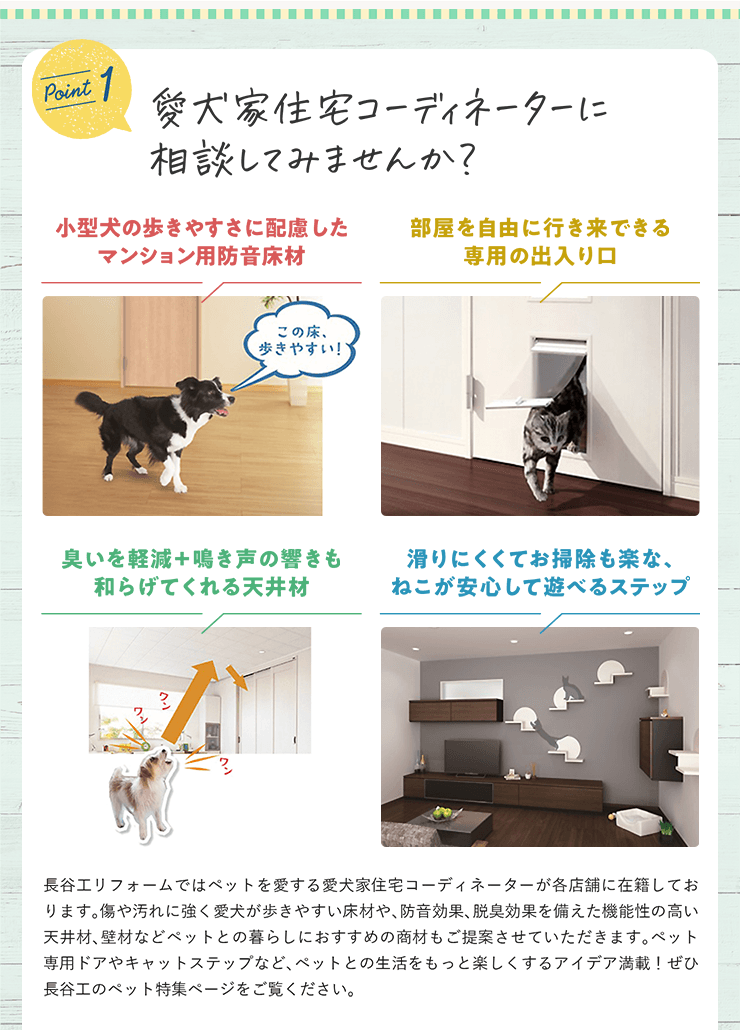 Point 1
愛犬家住宅コーディネーターに
相談してみませんか？
小型犬の歩きやすさに配慮した
マンション用防音床材
部屋を自由に行き来できる
専用の出入り口
この床、
歩きやすい！
臭いを軽減＋鳴き声の響きも
和らげてくれる天井材
滑りにくくてお掃除も楽な、
ねこが安心して遊べるステップ
ワン
ワン
ワン
長谷工リフォームではペットを愛する愛犬家住宅コーディネーターが各店舗に在籍してお
ります。傷や汚れに強く愛犬が歩きやすい床材や、防音効果、脱臭効果を備えた機能性の高い
天井材、壁材などペットとの暮らしにおすすめの商材もご提案させていただきます。ペット
専用ドアやキャットステップなど、ペットとの生活をもっと楽しくするアイデア満載！ぜひ
長谷工のペット特集ページをご覧ください。